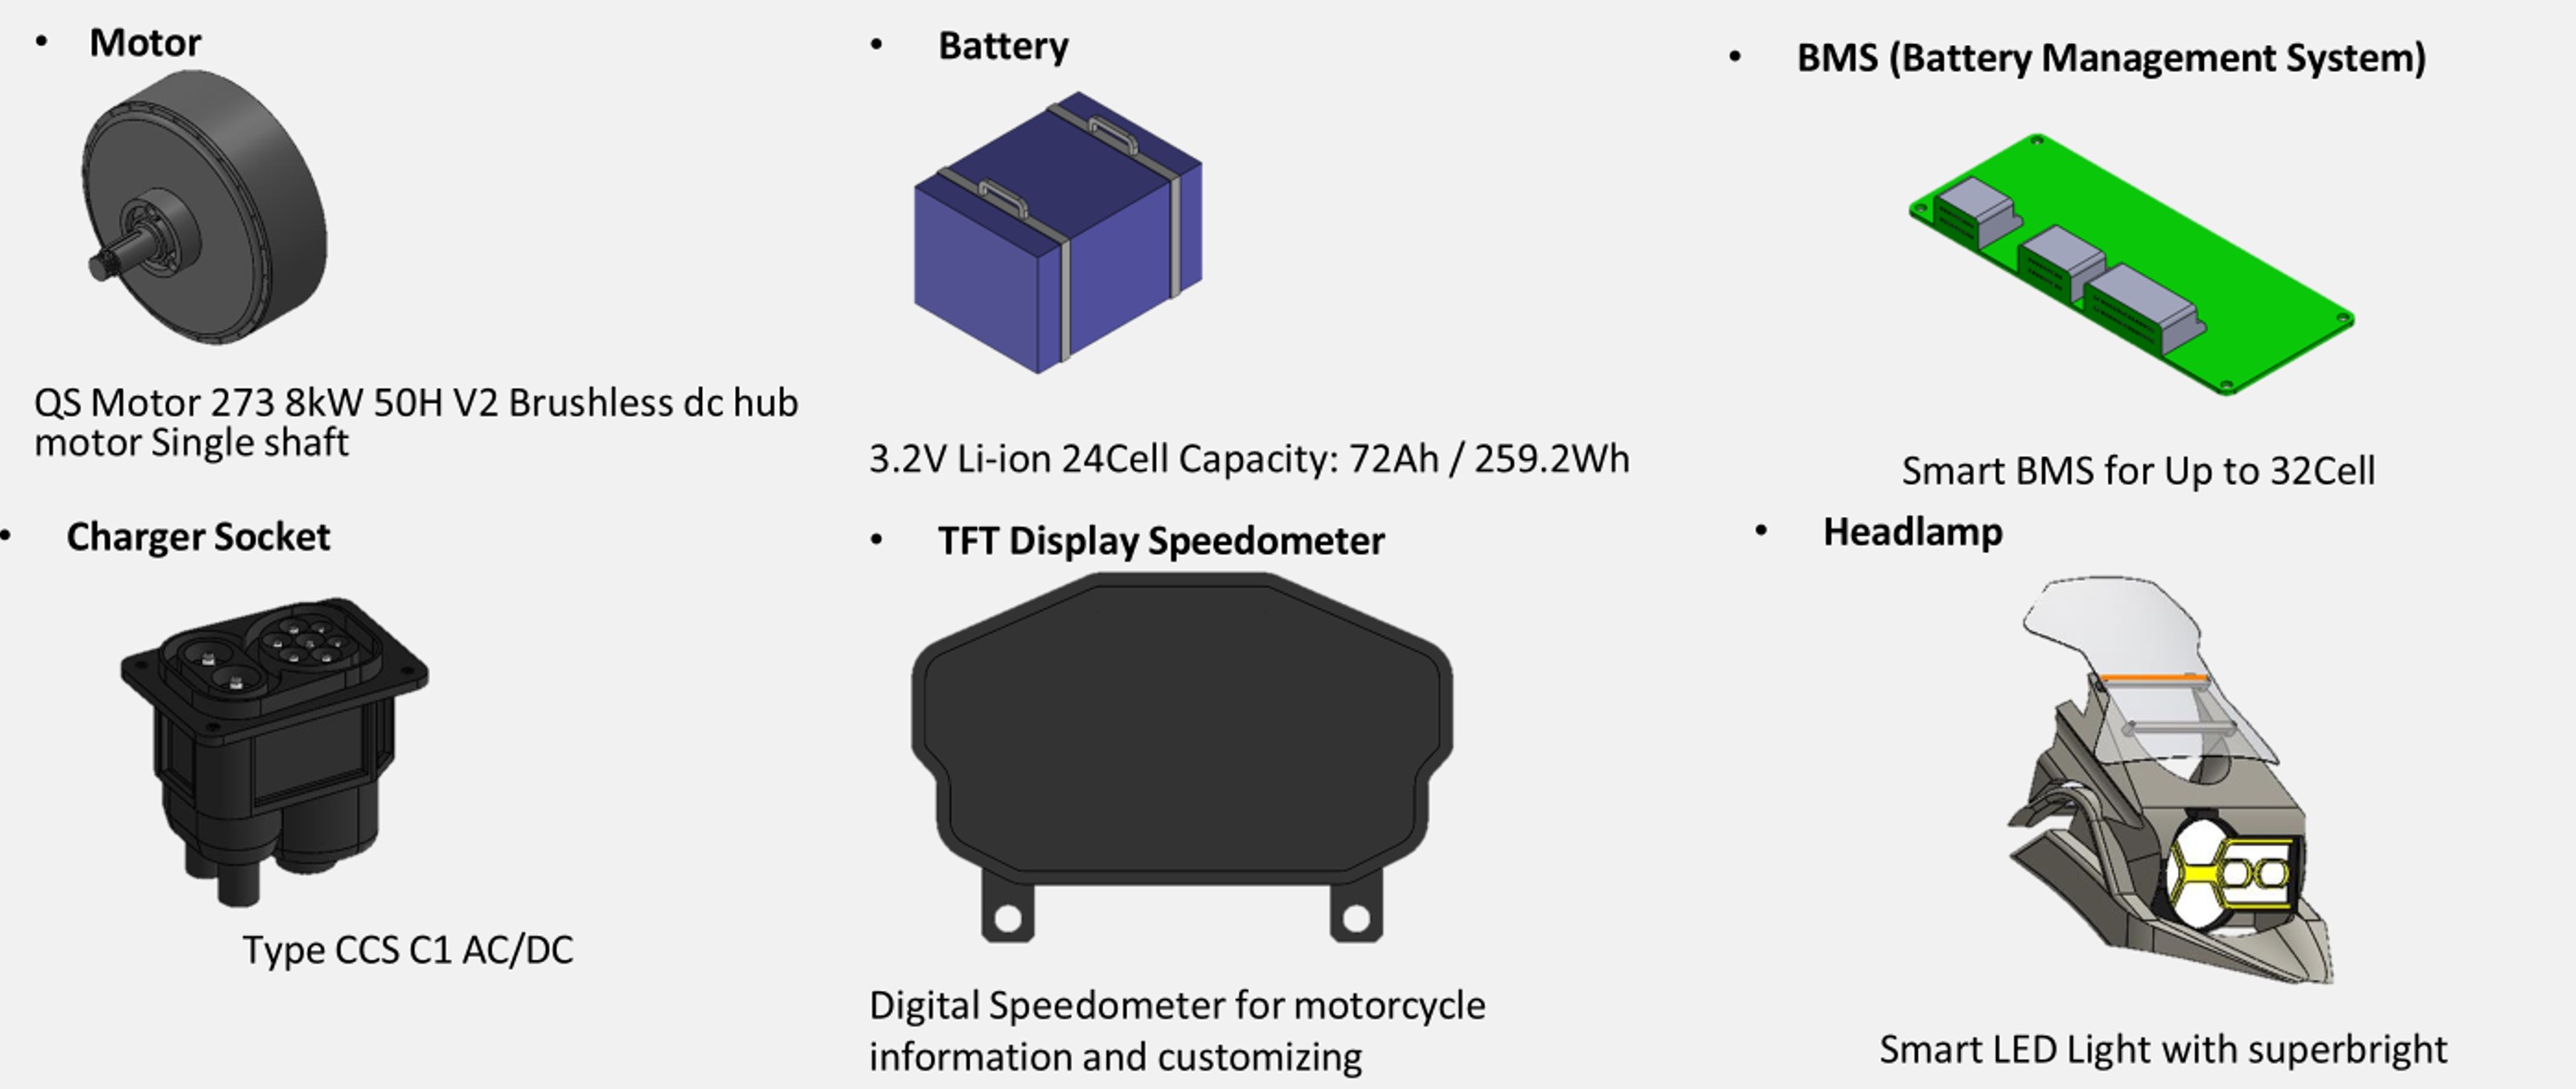 • Motor
QS Motor 273 8kW 50H V2 Brushless dc hub
motor Single shaft
• Battery
3.2V Li-ion 24Cell Capacity: 72Ah / 259.2Wh
• BMS (Battery Management System)
Smart BMS for Up to 32Cell
• Charger Socket
Type CCS C1 AC/DC
• TFT Display Speedometer
Digital Speedometer for motorcycle
information and customizing
• Headlamp
Smart LED Light with superbright